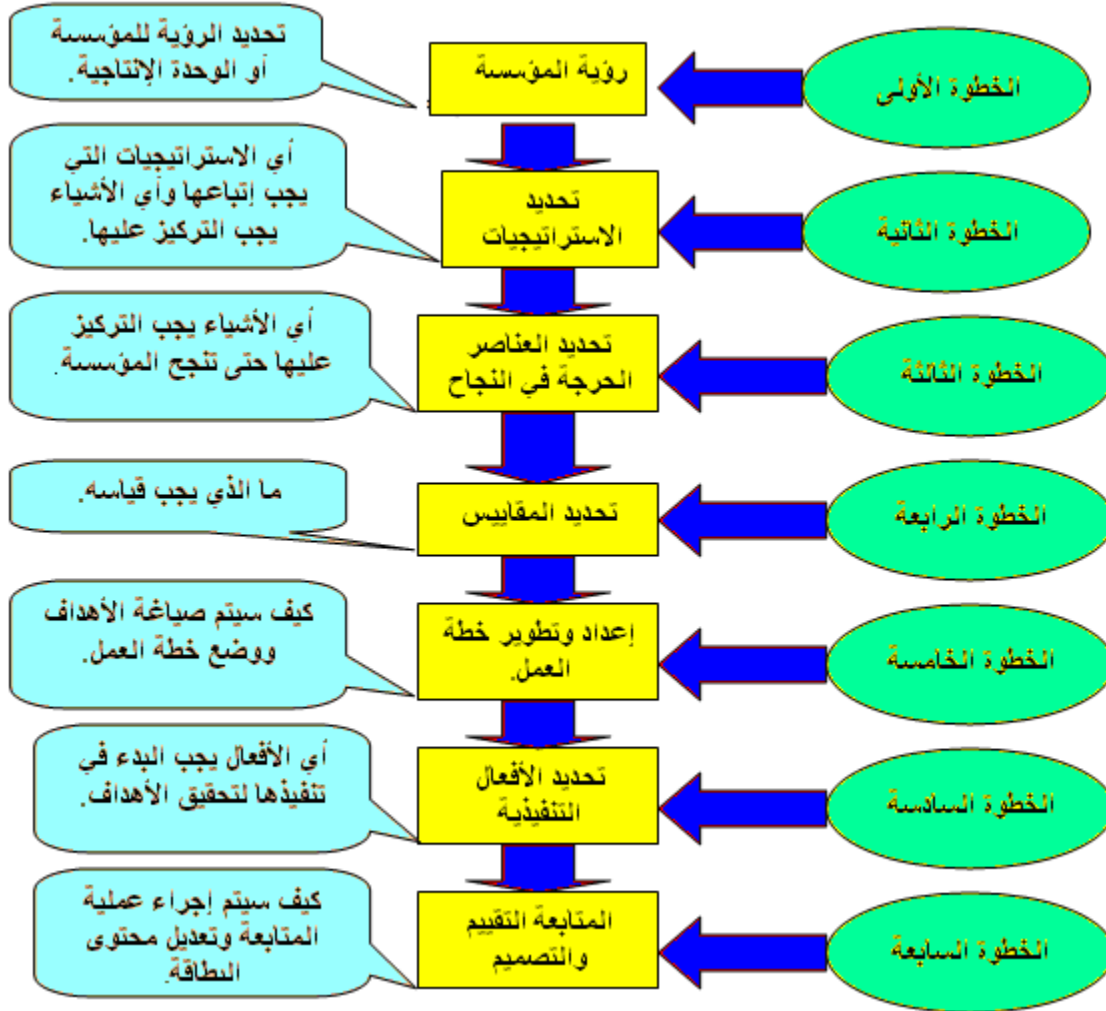 الخطوة الأولى
رؤية المؤسسة
تحديد الرؤية للمؤسسة
أو الوحدة الإنتاجية.
الخطوة الثانية
تحديد
الاستراتيجيات
أي الاستراتيجيات التي
يجب إتباعها وأي الأشياء
يجب التركيز عليها.
الخطوة الثالثة
تحديد العناصر
الحرجة في النجاح
أي الأشياء يجب التركيز
عليها حتى تنجح المؤسسة.
الخطوة الرابعة
تحديد المقاييس
ما الذي يجب قياسه.
الخطوة الخامسة
إعداد وتطوير خطة
العمل.
كيف سيتم صياغة الأهداف
ووضع خطة العمل.
الخطوة السادسة
تحديد الأفعال
التنفيذية
أي الأفعال يجب البدء في
تنفيذها لتحقيق الأهداف.
الخطوة السابعة
المتابعة التقييم
والتصميم
كيف سيتم إجراء عملية
المتابعة وتعديل محتوى
البطاقة.